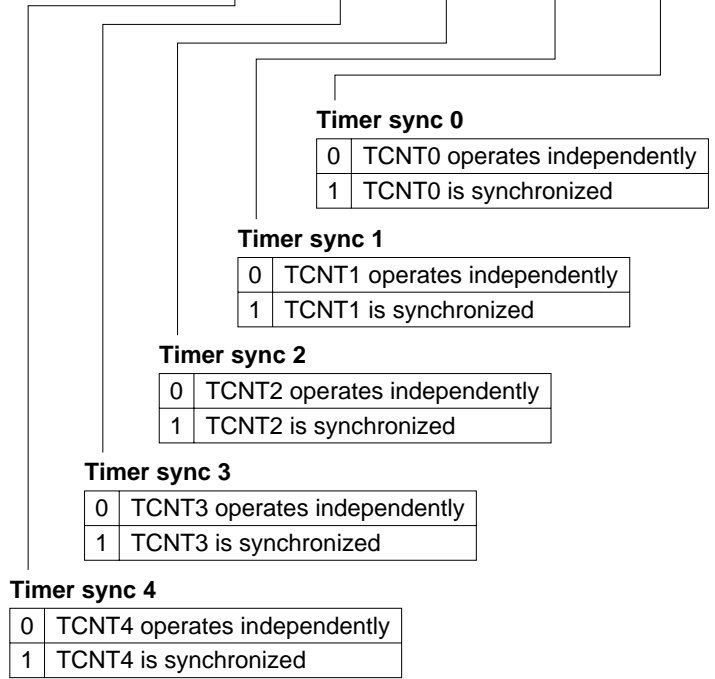 Timer sync 0
0 TCNT0 operates independently
1 TCNT0 is synchronized
Timer sync 1
0 TCNT1 operates independently
1 TCNT1 is synchronized
Timer sync 2
0 TCNT2 operates independently
1 TCNT2 is synchronized
Timer sync 3
0 TCNT3 operates independently
1 TCNT3 is synchronized
Timer sync 4
0 TCNT4 operates independently
1 TCNT4 is synchronized